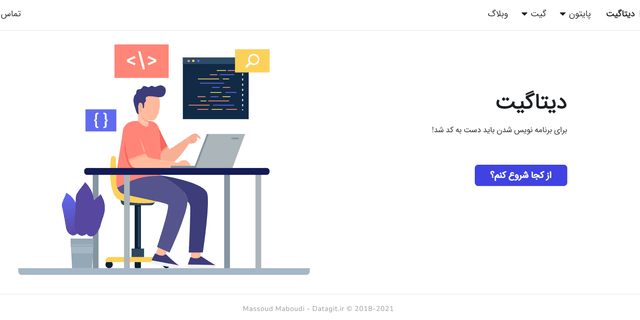 دیتاگیت پایتون گیت وبلاگ تماس
</>
{ }
دیتاگیت
برای برنامه نویس شدن باید دست به کد شد!
از کجا شروع کنم؟
Massoud Maboudi - Datagit.ir © 2018-2021